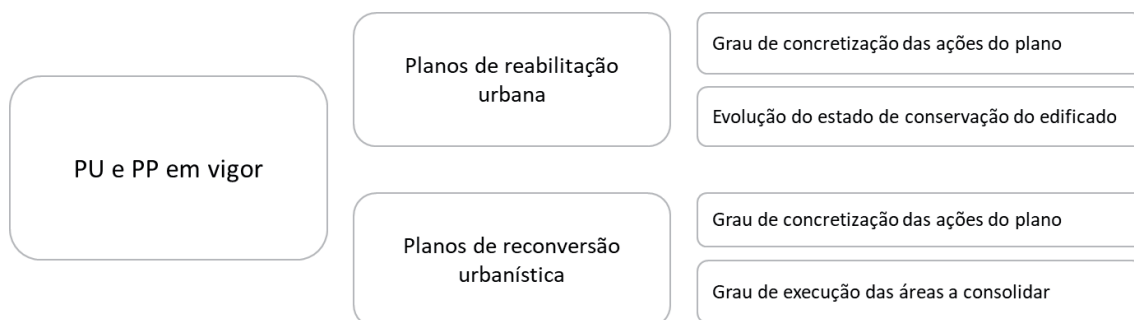 PU e PP em vigor
Planos de reabilitação
urbana
Grau de concretização das ações do plano
Evolução do estado de conservação do edificado
Planos de reconversão
urbanística
Grau de concretização das ações do plano
Grau de execução das áreas a consolidar